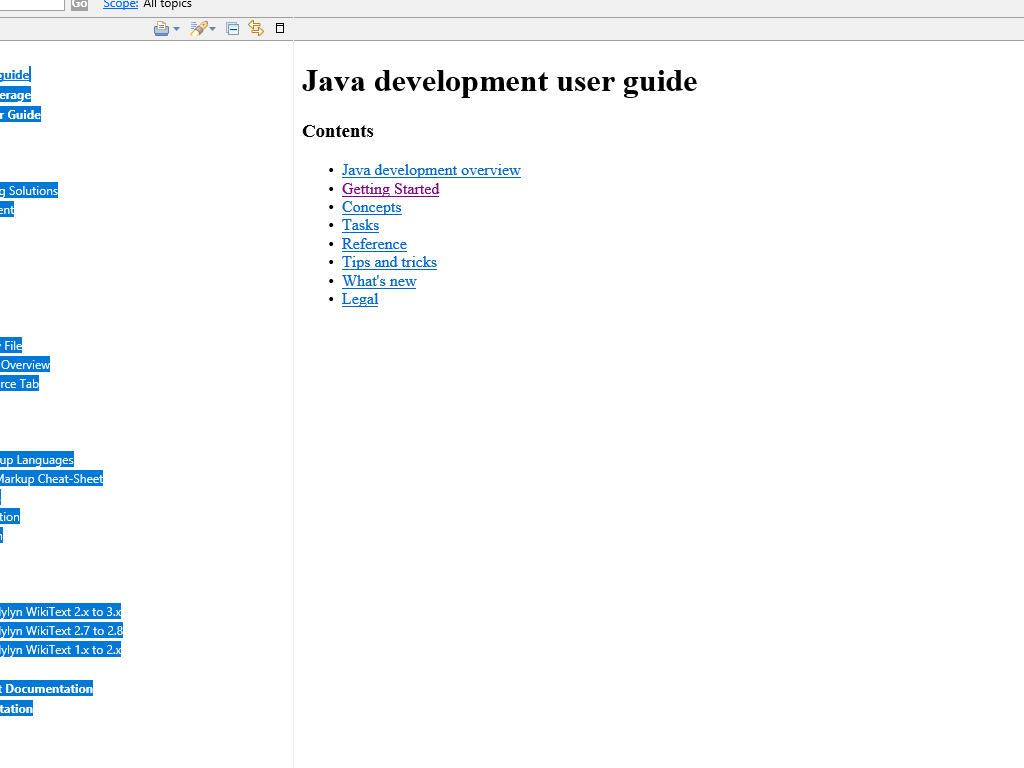 Go Scope: All topics
guide
erage
r Guide
g Solutions
ent
File
Overview
rce Tab
up Languages
Markup Cheat-Sheet
tion
ylyn WikiText 2.x to 3.x
ylyn WikiText 2.7 to 2.8
ylyn WikiText 1.x to 2.x
t Documentation
tation
Java development user guide
Contents
• Java development overview
• Getting Started
• Concepts
• Tasks
• Reference
• Tips and tricks
• What's new
• Legal